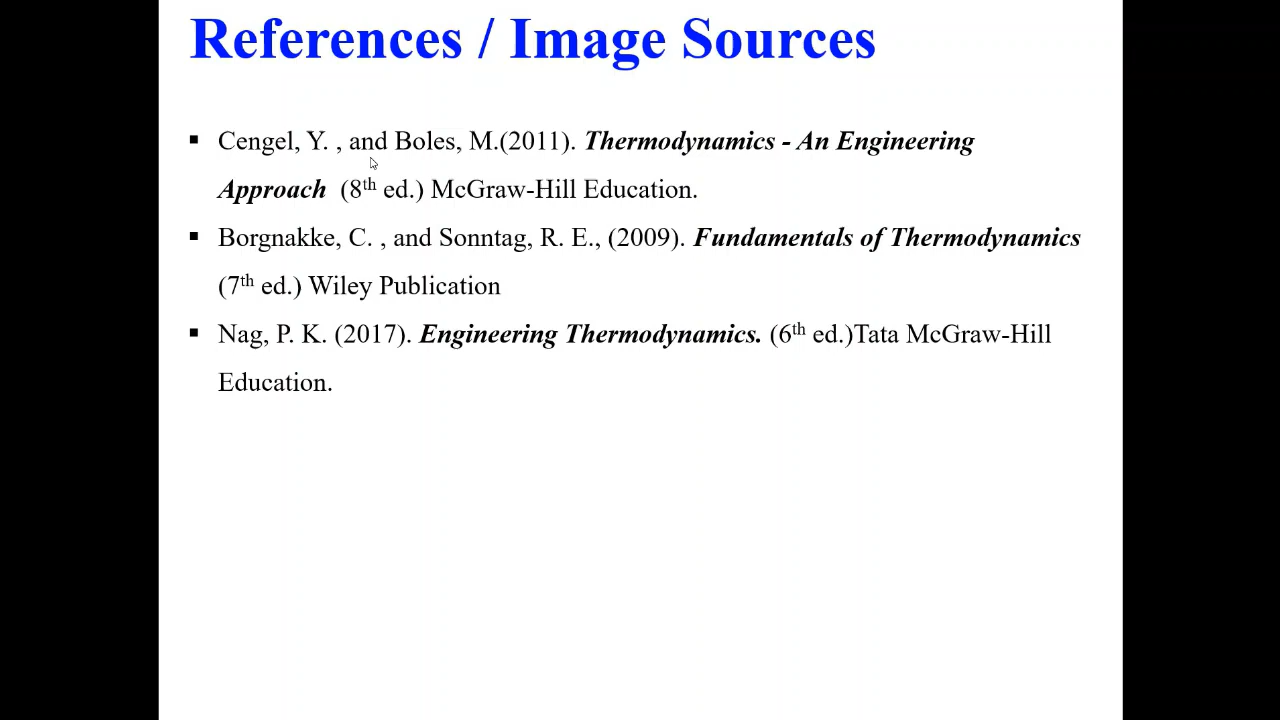 References / Image Sources
▪ Cengel, Y. , and Boles, M.(2011). Thermodynamics - An Engineering
Approach (8th ed.) McGraw-Hill Education.
▪ Borgnakke, C. , and Sonntag, R. E., (2009). Fundamentals of Thermodynamics
(7th ed.) Wiley Publication
▪ Nag, P. K. (2017). Engineering Thermodynamics. (6th ed.)Tata McGraw-Hill
Education.